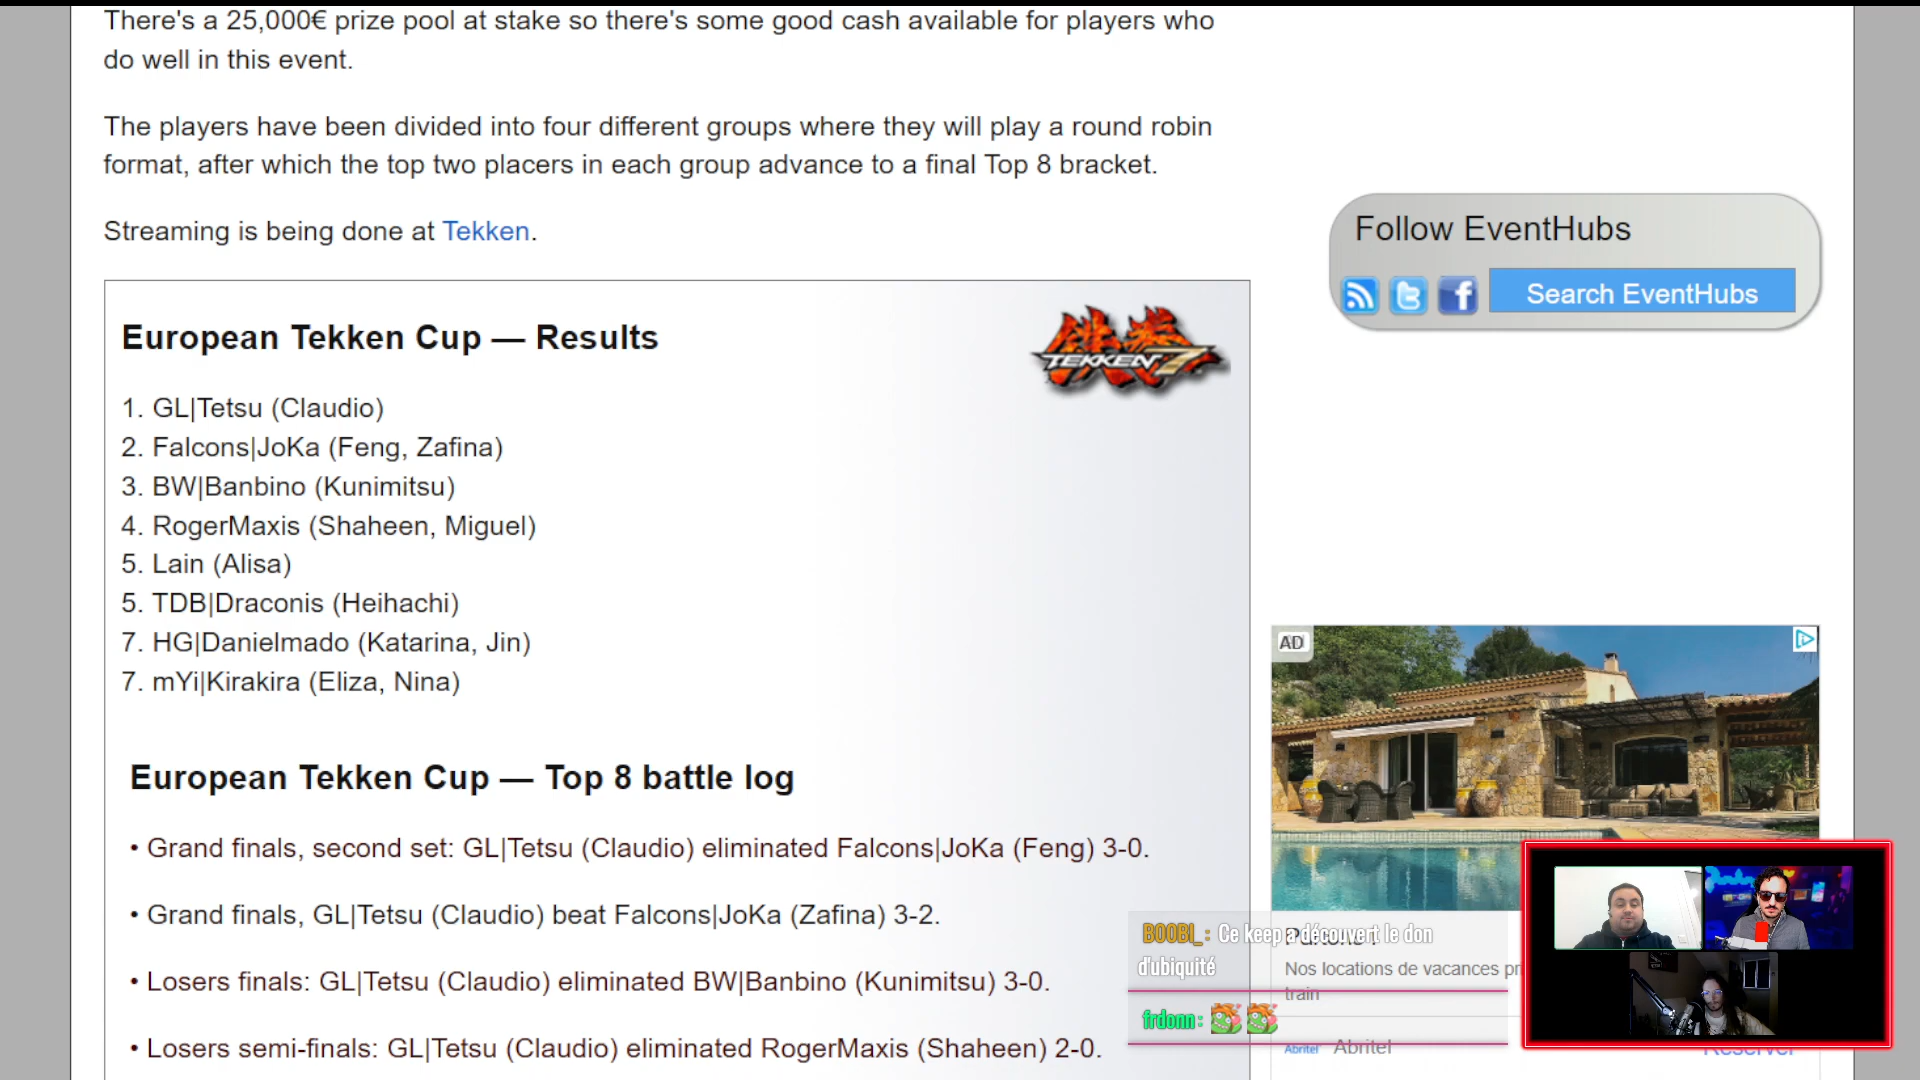 There's a 25,000€ prize pool at stake so there's some good cash available for players who
do well in this event.
The players have been divided into four different groups where they will play a round robin
format, after which the top two placers in each group advance to a final Top 8 bracket.
Streaming is being done at Tekken.
Follow EventHubs
Search EventHubs
European Tekken Cup — Results
TEKKEN 7
1. GL|Tetsu (Claudio)
2. Falcons|JoKa (Feng, Zafina)
3. BW|Banbino (Kunimitsu)
4. RogerMaxis (Shaheen, Miguel)
5. Lain (Alisa)
5. TDB|Draconis (Heihachi)
7. HG|Danielmado (Katarina, Jin)
7. mYi|Kirakira (Eliza, Nina)
AD
European Tekken Cup — Top 8 battle log
• Grand finals, second set: GL|Tetsu (Claudio) eliminated Falcons|JoKa (Feng) 3-0.
• Grand finals, GL|Tetsu (Claudio) beat Falcons|JoKa (Zafina) 3-2.
• Losers finals: GL|Tetsu (Claudio) eliminated BW|Banbino (Kunimitsu) 3-0.
• Losers semi-finals: GL|Tetsu (Claudio) eliminated RogerMaxis (Shaheen) 2-0.
BOOBL_: Ce keep a découvert le don
d'ubiquité
Nos locations de vacances pr
train
frdonn:
Abritel Abritel
Réserver